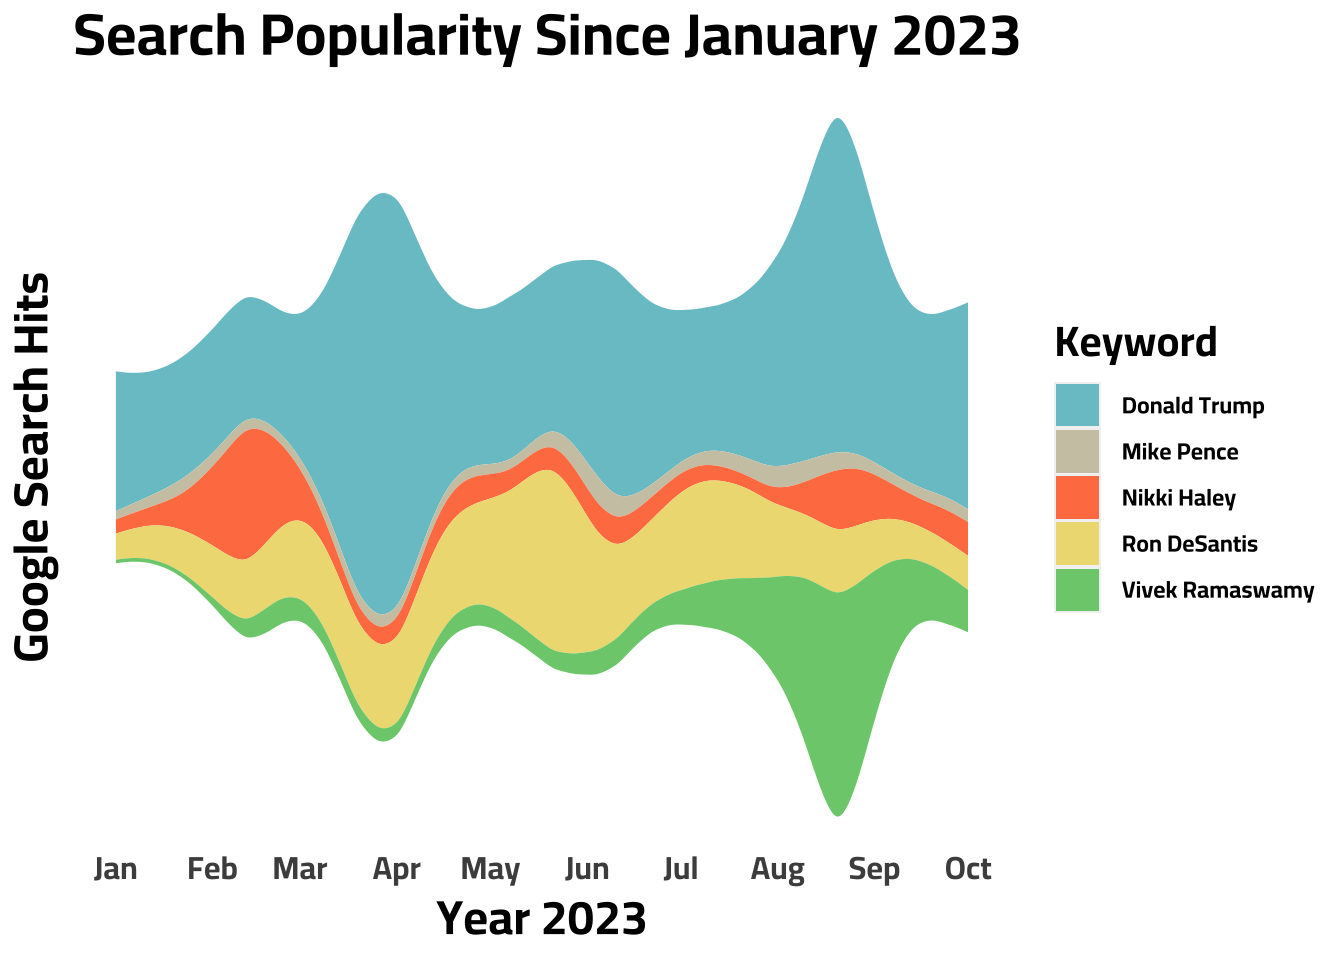 Search Popularity Since January 2023
Google Search Hits
Keyword
Donald Trump
Mike Pence
Nikki Haley
Ron DeSantis
Vivek Ramaswamy
Jan Feb Mar Apr May Jun Jul Aug Sep Oct
Year 2023